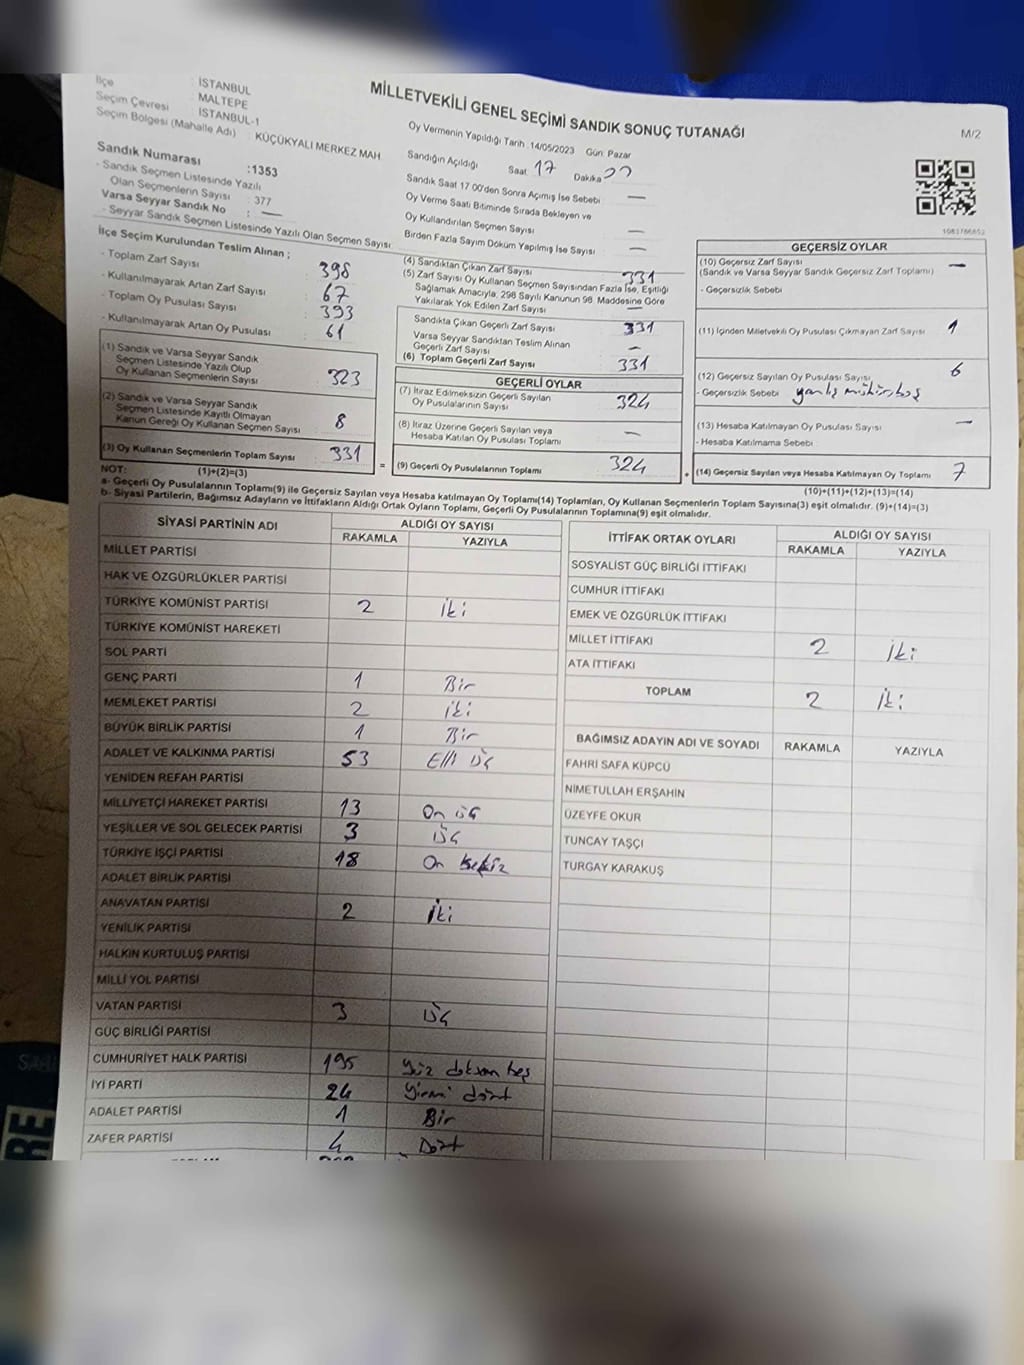 MİLLETVEKİLİ GENEL SEÇİMİ SANDIK SONUÇ TUTANAĞI
M/2
İlçe : İSTANBUL
Seçim Çevresi : MALTEPE
Seçim Bölgesi (Mahalle Adı) : İSTANBUL-1
: KÜÇÜKYALI MERKEZ MAH.
Sandık Numarası :1353
- Sandık Seçmen Listesinde Yazılı
Olan Seçmenlerin Sayısı : 377
Varsa Seyyar Sandık No : —
- Seyyar Sandık Seçmen Listesinde Yazılı Olan Seçmen Sayısı
Oy Vermenin Yapıldığı Tarih :14/05/2023 Gün: Pazar
Sandığın Açıldığı Saat 17 Dakika
Sandık Saat 17:00'den Sonra Açımış İse Sebebi —
Oy Verme Saati Bitiminde Sırada Bekleyen ve
Oy Kullandırılan Seçmen Sayısı —
Birden Fazla Sayım Döküm Yapılmış İse Sayısı —
1081766852
İlçe Seçim Kurulundan Teslim Alınan ;
- Toplam Zarf Sayısı : 398
- Kullanılmayarak Artan Zarf Sayısı : 67
- Toplam Oy Pusulası Sayısı : 393
- Kullanılmayarak Artan Oy Pusulası : 61
(1) Sandık ve Varsa Seyyar Sandık
Seçmen Listesinde Yazılı Olup
Oy Kullanan Seçmenlerin Sayısı : 323
(2) Sandık ve Varsa Seyyar Sandık
Seçmen Listesinde Kayıtlı Olmayan
Kanun Gereği Oy Kullanan Seçmen Sayısı : 8
(3) Oy Kullanan Seçmenlerin Toplam Sayısı : 331
(1)+(2)=(3)
(4) Sandıktan Çıkan Zarf Sayısı : 331
(5) Zarf Sayısı Oy Kullanan Seçmen Sayısından Fazla İse, Eşitliği
Sağlamak Amacıyla, 298 Sayılı Kanunun 98. Maddesine Göre
Yakılarak Yok Edilen Zarf Sayısı : —
Sandıkta Çıkan Geçerli Zarf Sayısı : 331
Varsa Seyyar Sandıktan Teslim Alınan
Geçerli Zarf Sayısı : —
(6) Toplam Geçerli Zarf Sayısı : 331
GEÇERLİ OYLAR
(7) İtiraz Edilmeksizin Geçerli Sayılan
Oy Pusulalarının Sayısı : 324
(8) İtiraz Üzerine Geçerli Sayılan veya
Hesaba Katılan Oy Pusulası Toplamı : —
= (9) Geçerli Oy Pusulalarının Toplamı : 324
GEÇERSİZ OYLAR
(10) Geçersiz Zarf Sayısı : —
(Sandık ve Varsa Seyyar Sandık Geçersiz Zarf Toplamı)
- Geçersizlik Sebebi
(11) İçinden Milletvekili Oy Pusulası Çıkmayan Zarf Sayısı : 1
(12) Geçersiz Sayılan Oy Pusulası Sayısı : 6
- Geçersizlik Sebebi yanlış mühür, boş
(13) Hesaba Katılmayan Oy Pusulası Sayısı : —
- Hesaba Katılmama Sebebi
+ (14) Geçersiz Sayılan veya Hesaba Katılmayan Oy Toplamı : 7
(10)+(11)+(12)+(13)=(14)
NOT:
a- Geçerli Oy Pusulalarının Toplamı(9) ile Geçersiz Sayılan veya Hesaba katılmayan Oy Toplamı(14) Toplamları, Oy Kullanan Seçmenlerin Toplam Sayısına(3) eşit olmalıdır. (9)+(14)=(3)
b- Siyasi Partilerin, Bağımsız Adayların ve İttifakların Aldığı Ortak Oyların Toplamı, Geçerli Oy Pusulalarının Toplamına(9) eşit olmalıdır.
SİYASİ PARTİNİN ADI ALDIĞI OY SAYISI
RAKAMLA YAZIYLA
MİLLET PARTİSİ
HAK VE ÖZGÜRLÜKLER PARTİSİ
TÜRKİYE KOMÜNİST PARTİSİ 2 iki
TÜRKİYE KOMÜNİST HAREKETİ
SOL PARTİ
GENÇ PARTİ 1 Bir
MEMLEKET PARTİSİ 2 iki
BÜYÜK BİRLİK PARTİSİ 1 Bir
ADALET VE KALKINMA PARTİSİ 53 Elli üç
YENİDEN REFAH PARTİSİ
MİLLİYETÇİ HAREKET PARTİSİ 13 On üç
YEŞİLLER VE SOL GELECEK PARTİSİ 3 üç
TÜRKİYE İŞÇİ PARTİSİ 18 On sekiz
ADALET BİRLİK PARTİSİ
ANAVATAN PARTİSİ 2 iki
YENİLİK PARTİSİ
HALKIN KURTULUŞ PARTİSİ
MİLLİ YOL PARTİSİ
VATAN PARTİSİ 3 üç
GÜÇ BİRLİĞİ PARTİSİ
CUMHURİYET HALK PARTİSİ 195 Yüz doksan beş
İYİ PARTİ 24 Yirmi dört
ADALET PARTİSİ 1 Bir
ZAFER PARTİSİ 4 Dört
İTTİFAK ORTAK OYLARI ALDIĞI OY SAYISI
RAKAMLA YAZIYLA
SOSYALİST GÜÇ BİRLİĞİ İTTİFAKI
CUMHUR İTTİFAKI
EMEK VE ÖZGÜRLÜK İTTİFAKI
MİLLET İTTİFAKI 2 iki
ATA İTTİFAKI
TOPLAM 2 iki
BAĞIMSIZ ADAYIN ADI VE SOYADI RAKAMLA YAZIYLA
FAHRİ SAFA KÜPCÜ
NİMETULLAH ERŞAHİN
ÜZEYFE OKUR
TUNCAY TAŞÇI
TURGAY KARAKUŞ